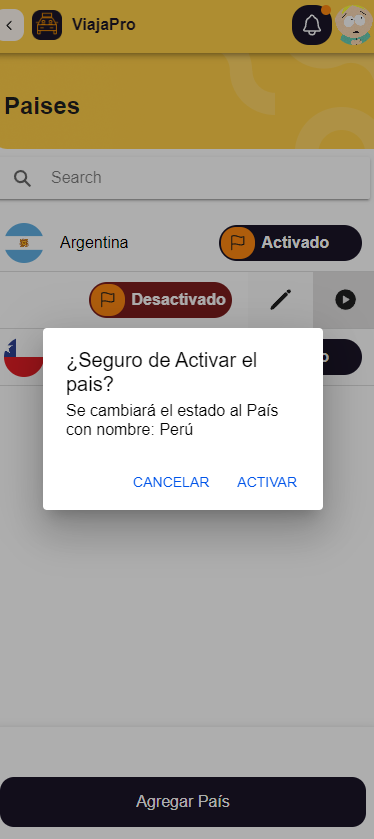 ViajaPro
Paises
Search
Argentina
Activado
Desactivado
¿Seguro de Activar el
pais?
Se cambiará el estado al País
con nombre: Perú
CANCELAR
ACTIVAR
Agregar País